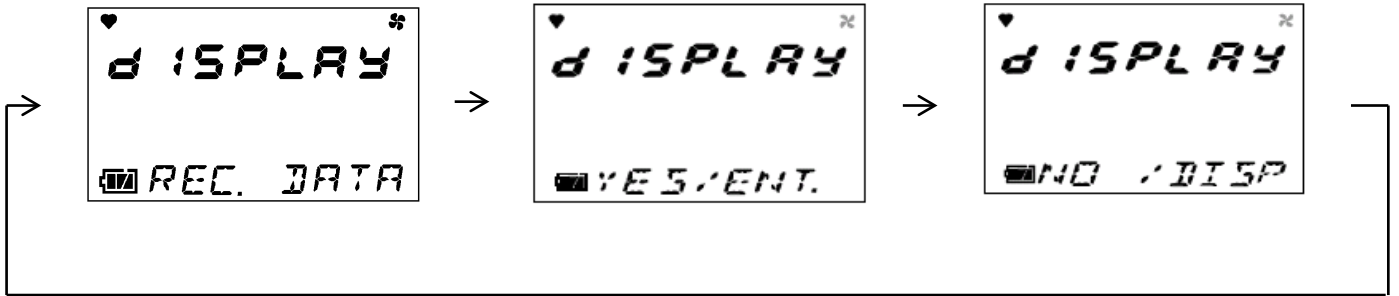 dISPLAY
REC. DATA
dISPLAY
YES/ENT.
dISPLAY
NO /DISP